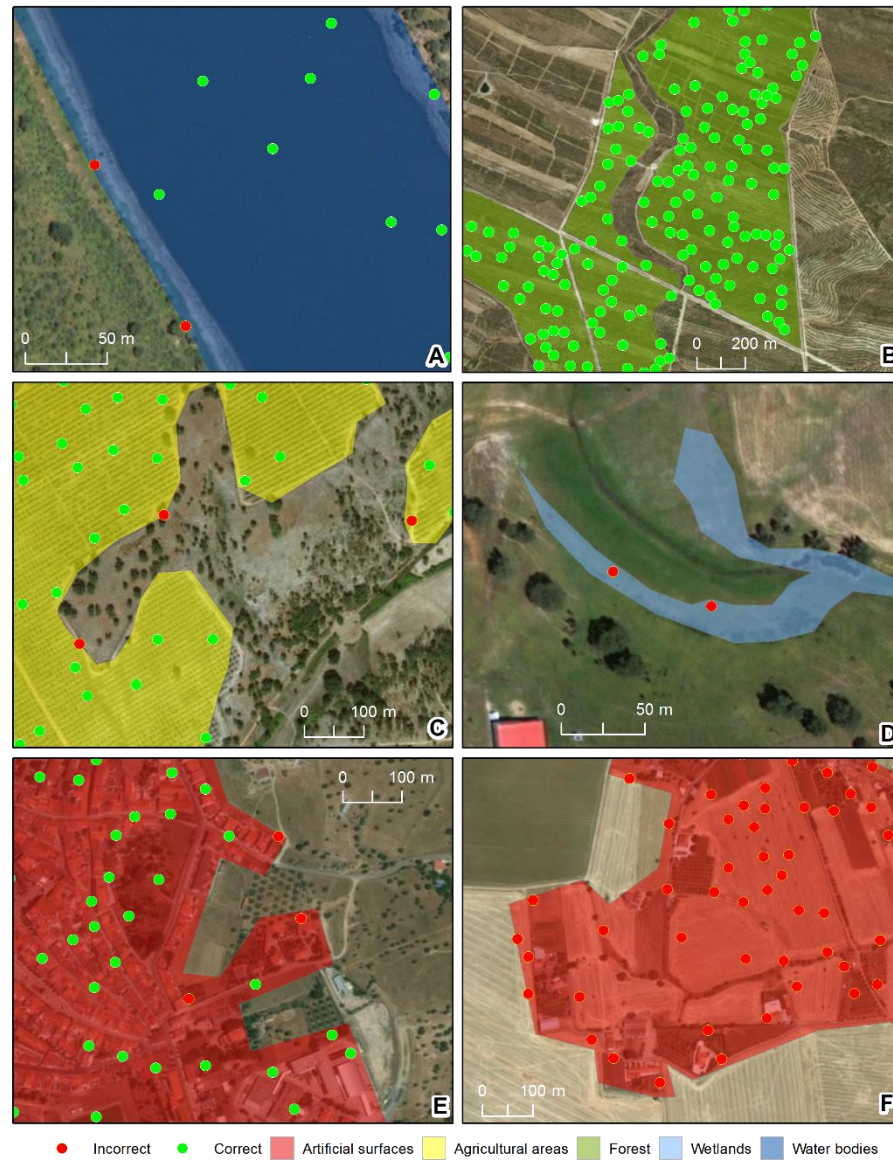 0 50 m
A
0 200 m
B
0 100 m
C
0 50 m
D
0 100 m
E
0 100 m
F
Incorrect Correct Artificial surfaces Agricultural areas Forest Wetlands Water bodies